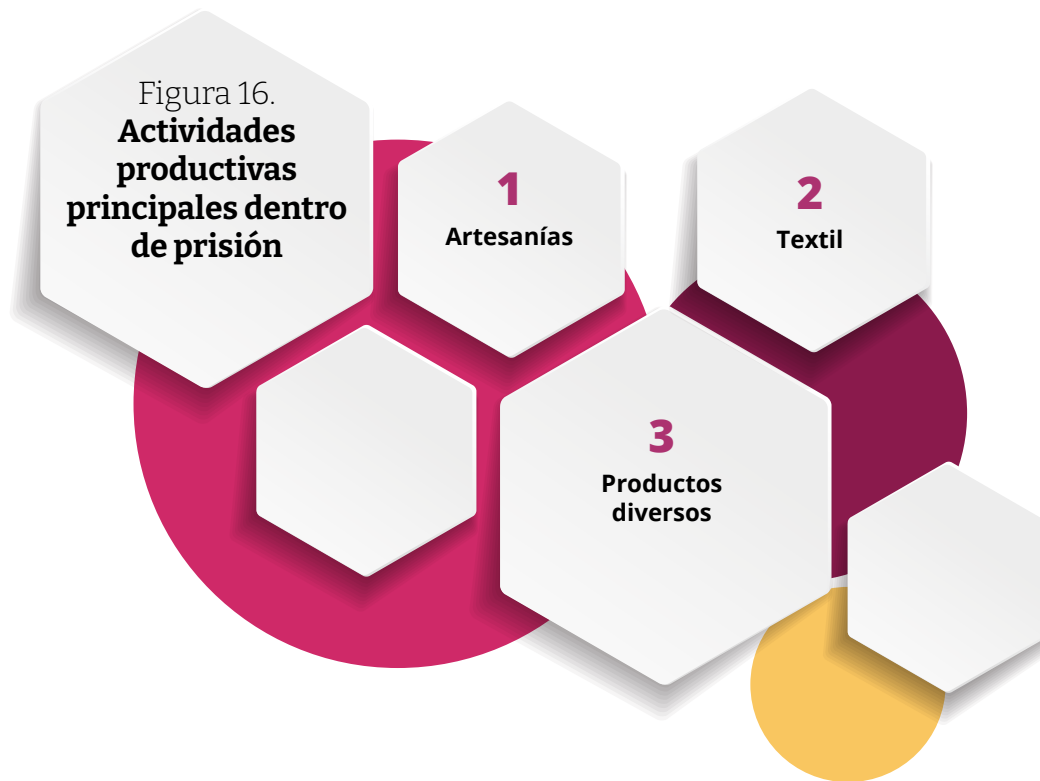 Figura 16.
Actividades
productivas
principales dentro
de prisión
1
Artesanías
2
Textil
3
Productos
diversos